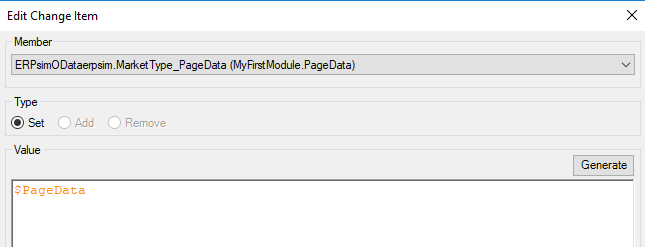 Edit Change Item
Member
ERPsimODataerpsim.MarketType_PageData (MyFirstModule.PageData)
Type
Set Add Remove
Value
Generate
$PageData